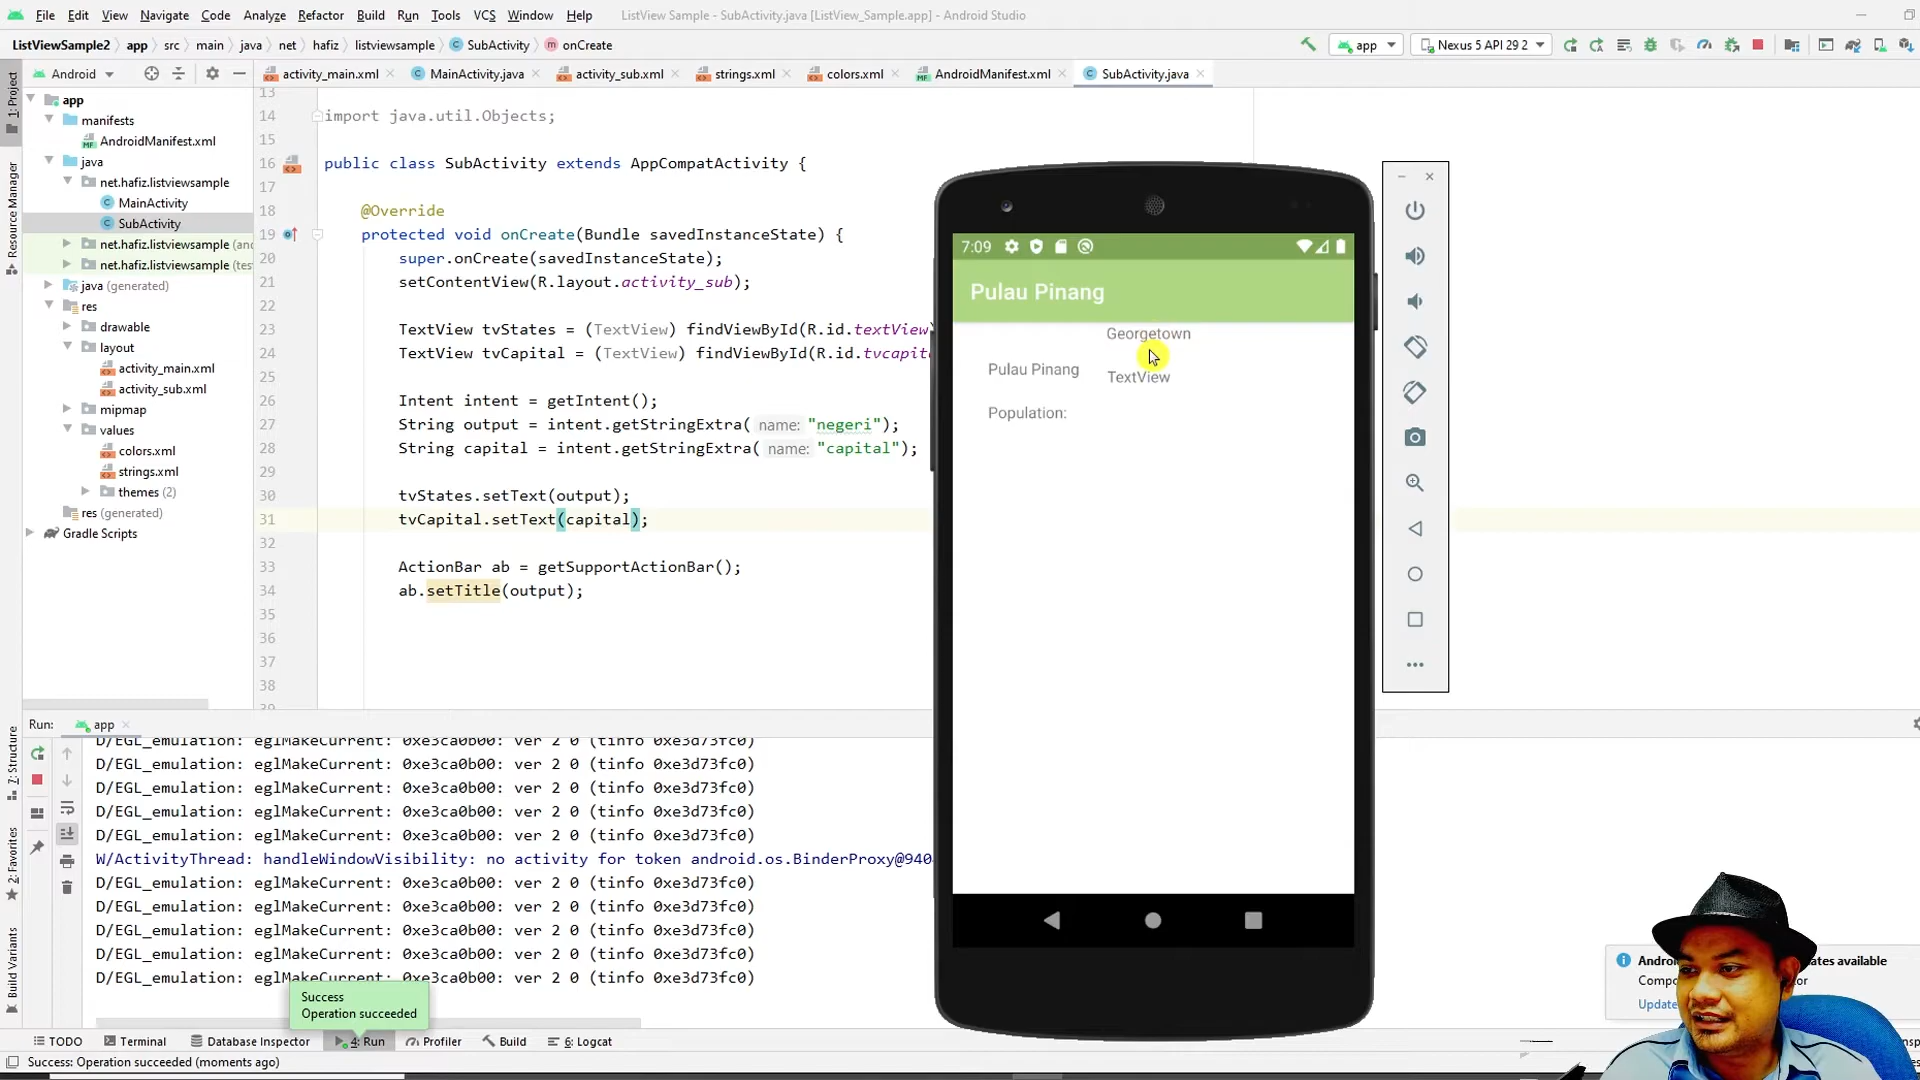 File Edit View Navigate Code Analyze Refactor Build Run Tools VCS Window Help ListView Sample - SubActivity.java [ListView_Sample.app] - Android Studio
ListViewSample2 app src main java net hafiz listviewsample SubActivity onCreate app Nexus 5 API 29 2
1: Project
Resource Manager
7: Structure
2: Favorites
Build Variants
Android
app
manifests
AndroidManifest.xml
java
net.hafiz.listviewsample
MainActivity
SubActivity
net.hafiz.listviewsample
net.hafiz.listviewsample
java (generated)
res
drawable
layout
activity_main.xml
activity_sub.xml
mipmap
values
colors.xml
strings.xml
themes (2)
res (generated)
Gradle Scripts
activity_main.xml MainActivity.java activity_sub.xml strings.xml colors.xml AndroidManifest.xml SubActivity.java
13
14 import java.util.Objects;
15
16 public class SubActivity extends AppCompatActivity {
17
18 @Override
19 protected void onCreate(Bundle savedInstanceState) {
20 super.onCreate(savedInstanceState);
21 setContentView(R.layout.activity_sub);
22
23 TextView tvStates = (TextView) findViewById(R.id.textView)
24 TextView tvCapital = (TextView) findViewById(R.id.tvcapit
25
26 Intent intent = getIntent();
27 String output = intent.getStringExtra( name: "negeri");
28 String capital = intent.getStringExtra( name: "capital");
29
30 tvStates.setText(output);
31 tvCapital.setText(capital);
32
33 ActionBar ab = getSupportActionBar();
34 ab.setTitle(output);
35
36
37
38
39
7:09
Pulau Pinang
Georgetown
Pulau Pinang
TextView
Population:
Run: app
D/EGL_emulation: eglMakeCurrent: 0xe3ca0b00: ver 2 0 (tinfo 0xe3d73fc0)
D/EGL_emulation: eglMakeCurrent: 0xe3ca0b00: ver 2 0 (tinfo 0xe3d73fc0)
D/EGL_emulation: eglMakeCurrent: 0xe3ca0b00: ver 2 0 (tinfo 0xe3d73fc0)
D/EGL_emulation: eglMakeCurrent: 0xe3ca0b00: ver 2 0 (tinfo 0xe3d73fc0)
D/EGL_emulation: eglMakeCurrent: 0xe3ca0b00: ver 2 0 (tinfo 0xe3d73fc0)
W/ActivityThread: handleWindowVisibility: no activity for token android.os.BinderProxy@940
D/EGL_emulation: eglMakeCurrent: 0xe3ca0b00: ver 2 0 (tinfo 0xe3d73fc0)
D/EGL_emulation: eglMakeCurrent: 0xe3ca0b00: ver 2 0 (tinfo 0xe3d73fc0)
D/EGL_emulation: eglMakeCurrent: 0xe3ca0b00: ver 2 0 (tinfo 0xe3d73fc0)
D/EGL_emulation: eglMakeCurrent: 0xe3ca0b00: ver 2 0 (tinfo 0xe3d73fc0)
D/EGL_emulation: eglMakeCurrent: 0xe3ca0b00: ver 2 0 (tinfo 0xe3d73fc0)
Success
Operation succeeded
available
Update
TODO Terminal Database Inspector 4: Run Profiler Build 6: Logcat
Success: Operation succeeded (moments ago)